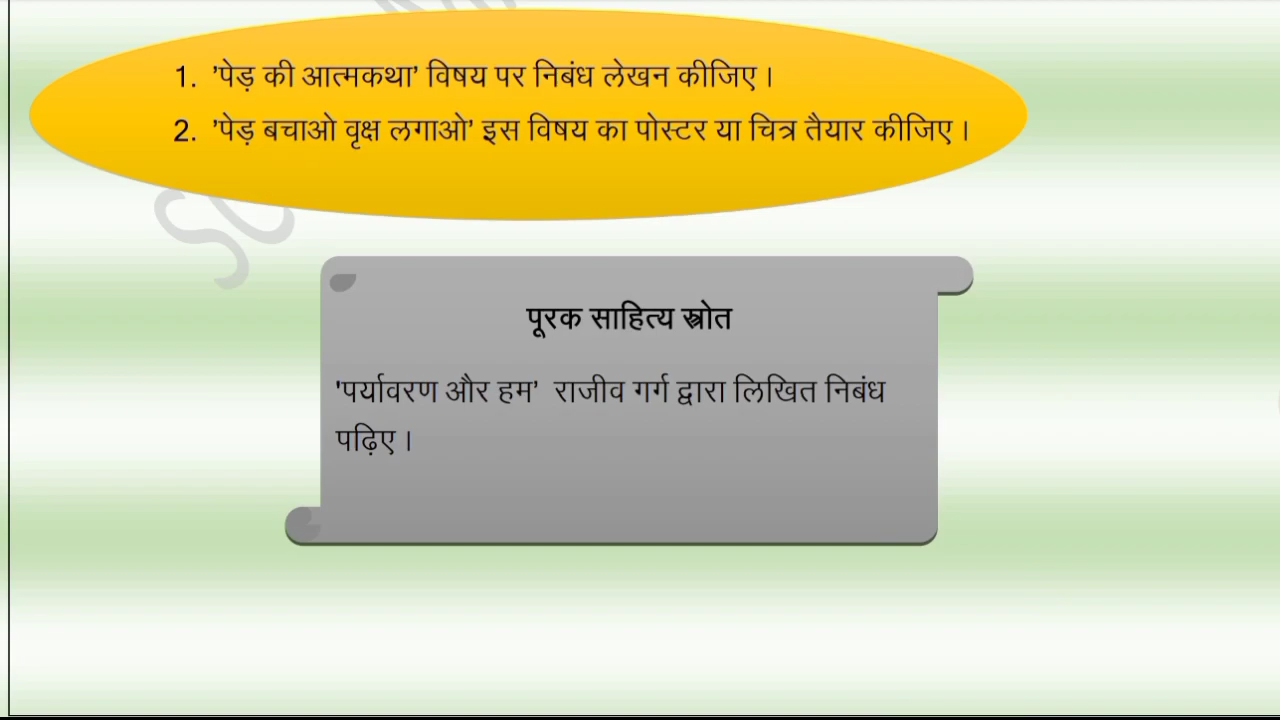 1. 'पेड़ की आत्मकथा' विषय पर निबंध लेखन कीजिए ।
2. 'पेड़ बचाओ वृक्ष लगाओ' इस विषय का पोस्टर या चित्र तैयार कीजिए ।
पूरक साहित्य स्त्रोत
'पर्यावरण और हम' राजीव गर्ग द्वारा लिखित निबंध
पढ़िए ।